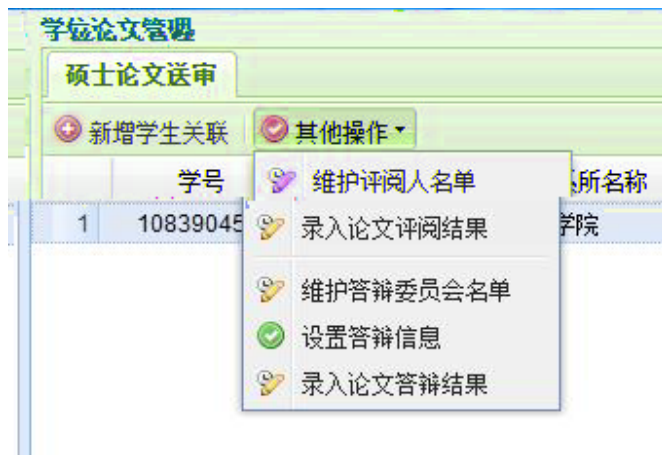 学位论文管理
硕士论文送审
新增学生关联 其他操作
学号 所名称
1 10839045 学院
维护评阅人名单
录入论文评阅结果
维护答辩委员会名单
设置答辩信息
录入论文答辩结果